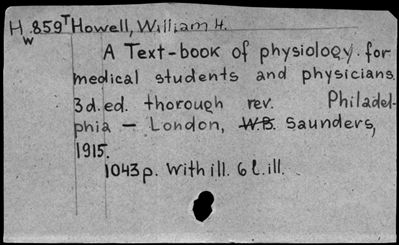 H 859T Howell, William H.
W
A Text-book of physiology for
medical students and physicians
3d.ed. thorough rev. Philadel-
phia – London, W.B. Saunders,
1915.
1043p. With ill. 6 l. ill.